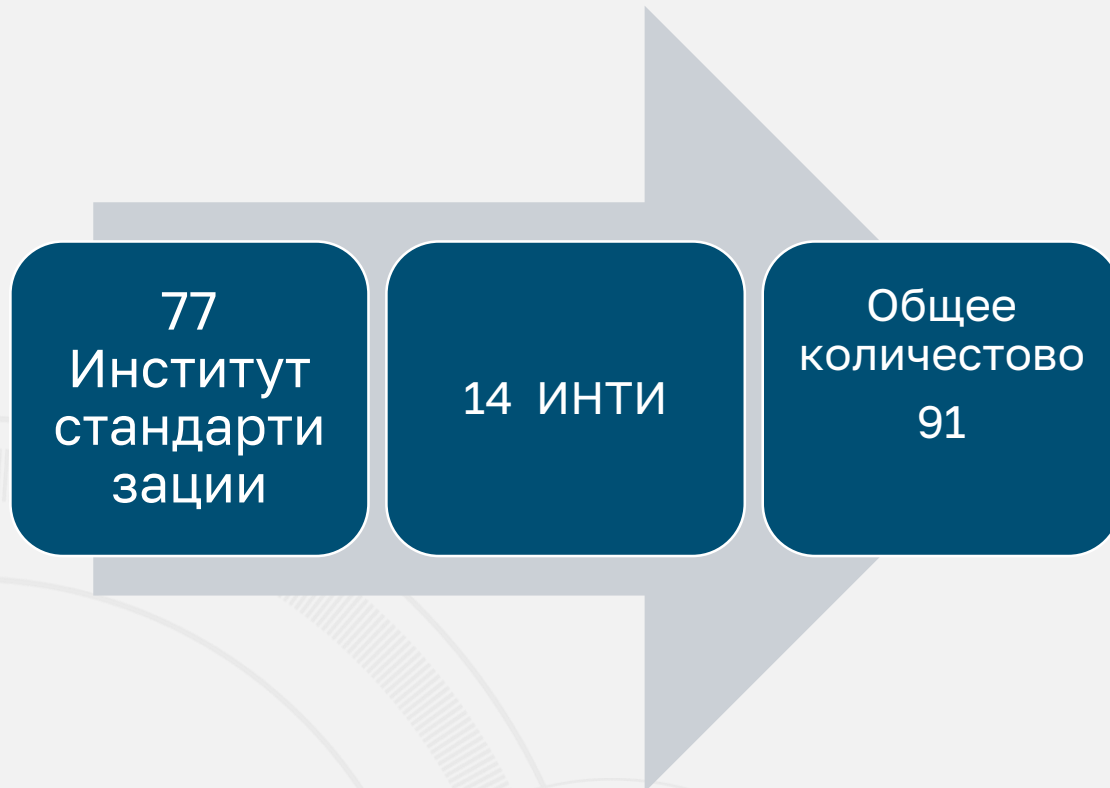 77
Институт
стандарти
зации
14 ИНТИ
Общее
количестово
91